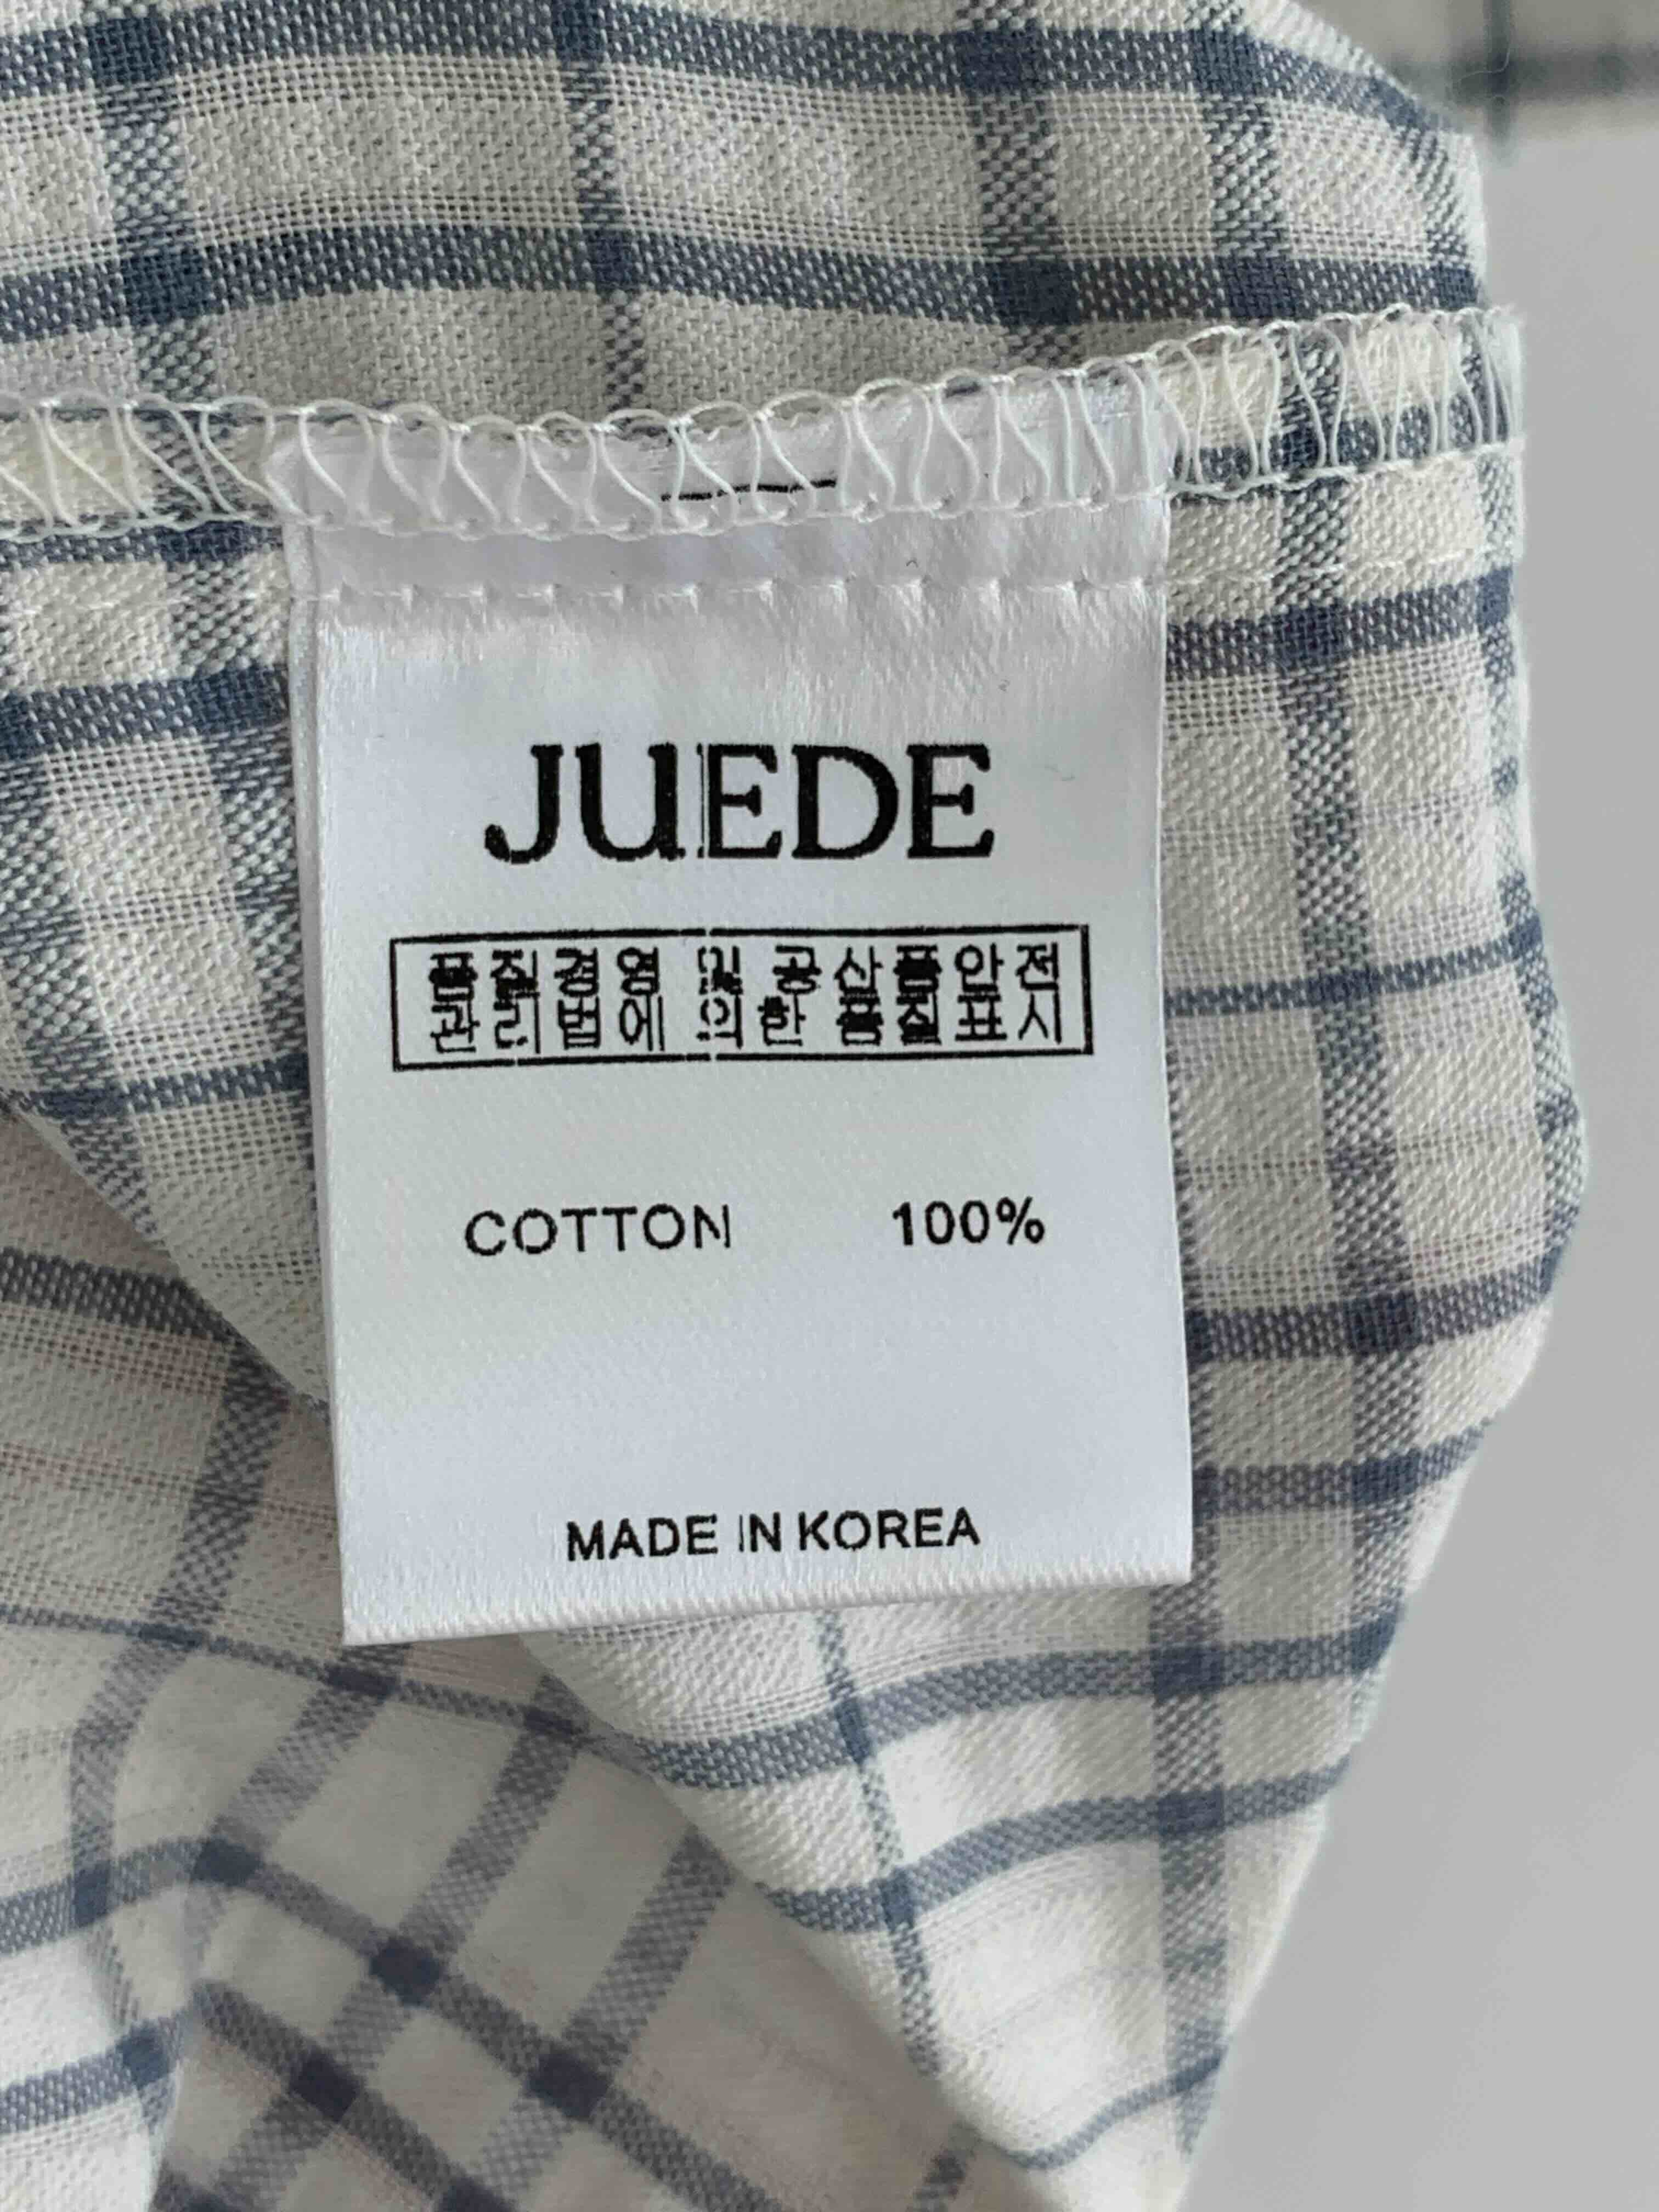 JUEDE
품질경영 및 공산품안전
관리법에 의한 품질표시
COTTON 100%
MADE IN KOREA